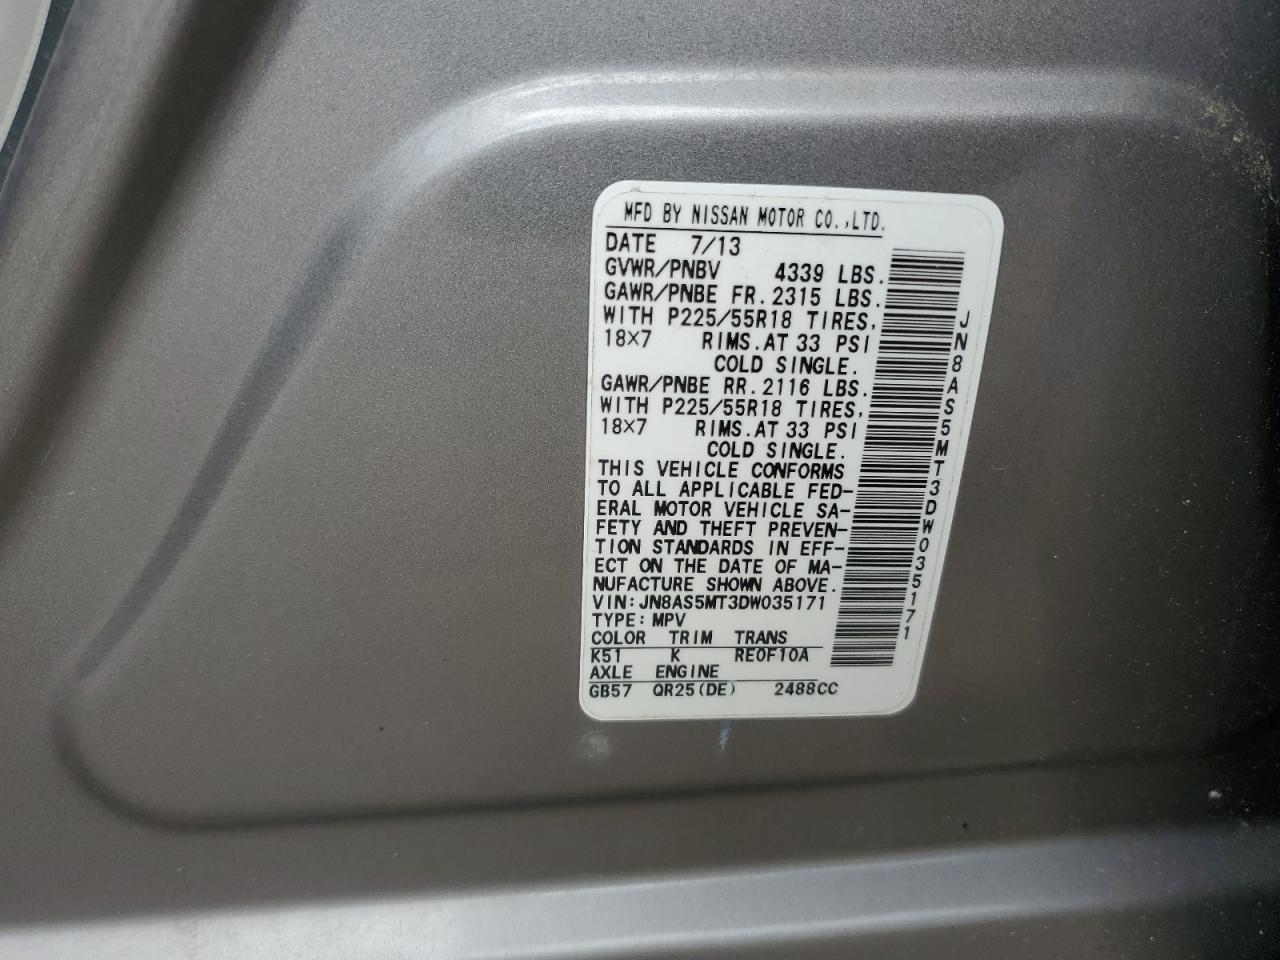 MFD BY NISSAN MOTOR CO.,LTD.
DATE 7/13
GVWR/PNBV 4339 LBS.
GAWR/PNBE FR. 2315 LBS.
WITH P225/55R18 TIRES,
18×7 RIMS.AT 33 PSI
COLD SINGLE.
GAWR/PNBE RR. 2116 LBS.
WITH P225/55R18 TIRES,
18×7 RIMS.AT 33 PSI
COLD SINGLE.
THIS VEHICLE CONFORMS
TO ALL APPLICABLE FED-
ERAL MOTOR VEHICLE SA-
FETY AND THEFT PREVEN-
TION STANDARDS IN EFF-
ECT ON THE DATE OF MA-
NUFACTURE SHOWN ABOVE.
VIN:JN8AS5MT3DW035171
TYPE:MPV
COLOR TRIM TRANS
K51 K RE0F10A
AXLE ENGINE
GB57 QR25(DE) 2488CC
JN8AS5MT3DW035171